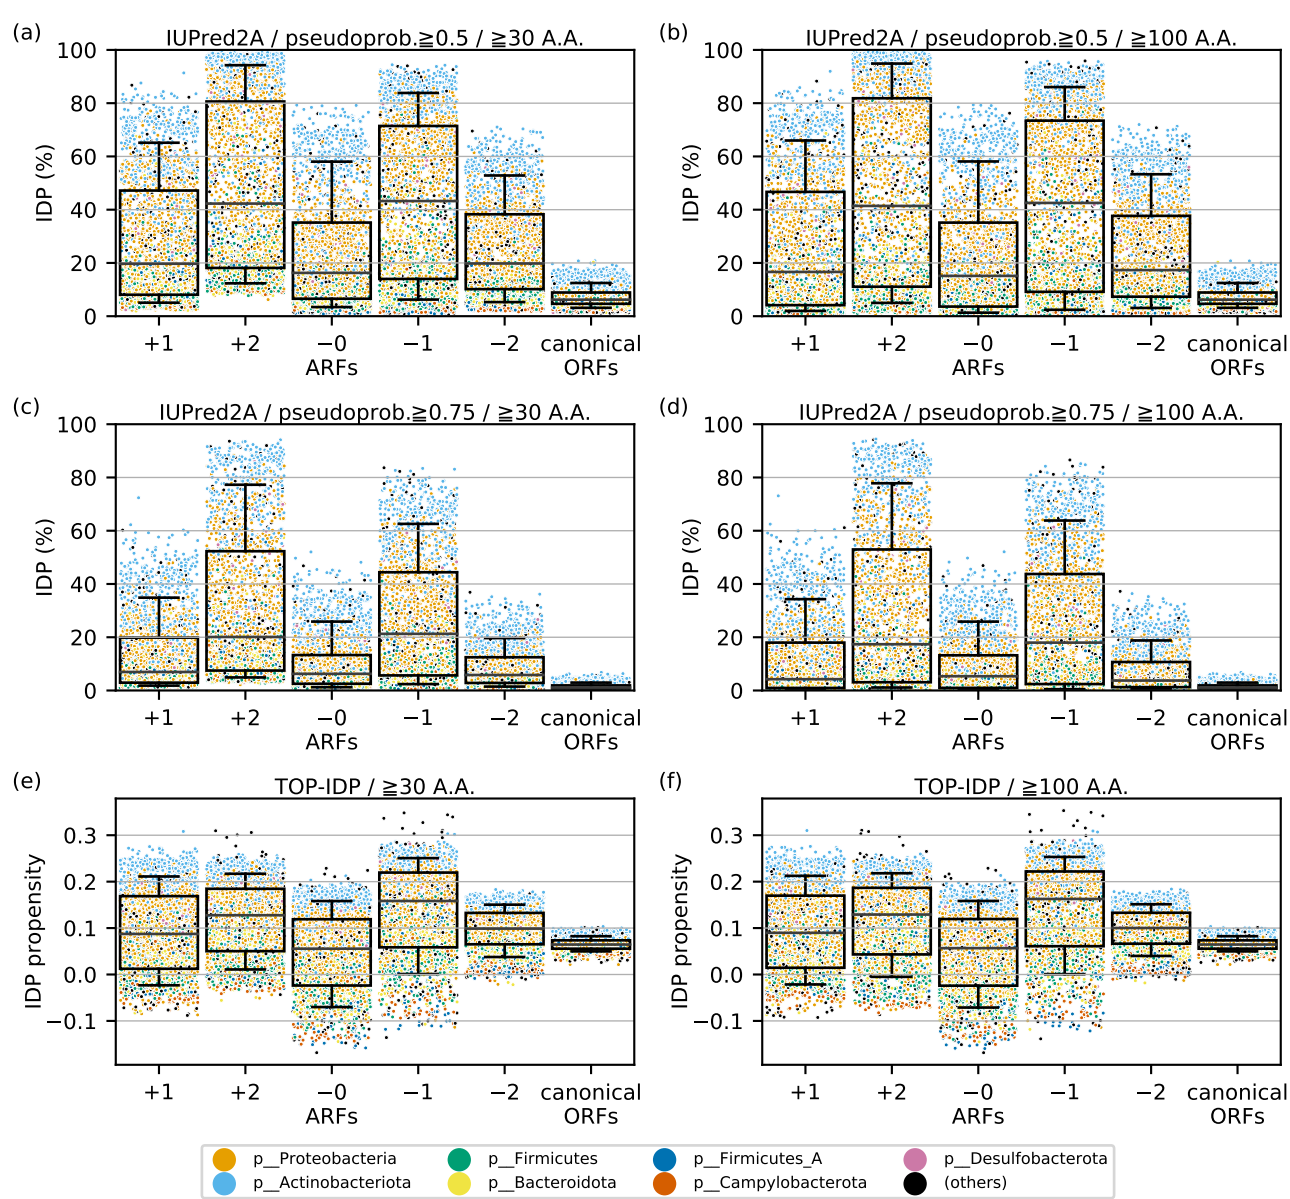 (a)
IUPred2A / pseudoprob.≧0.5 / ≧30 A.A.
IDP (%)
100
80
60
40
20
0
+1
+2
−0
−1
−2
canonical
ARFs
ORFs
(b)
IUPred2A / pseudoprob.≧0.5 / ≧100 A.A.
IDP (%)
100
80
60
40
20
0
+1
+2
−0
−1
−2
canonical
ARFs
ORFs
(c)
IUPred2A / pseudoprob.≧0.75 / ≧30 A.A.
IDP (%)
100
80
60
40
20
0
+1
+2
−0
−1
−2
canonical
ARFs
ORFs
(d)
IUPred2A / pseudoprob.≧0.75 / ≧100 A.A.
IDP (%)
100
80
60
40
20
0
+1
+2
−0
−1
−2
canonical
ARFs
ORFs
(e)
TOP-IDP / ≧30 A.A.
IDP propensity
0.3
0.2
0.1
0.0
−0.1
+1
+2
−0
−1
−2
canonical
ARFs
ORFs
(f)
TOP-IDP / ≧100 A.A.
IDP propensity
0.3
0.2
0.1
0.0
−0.1
+1
+2
−0
−1
−2
canonical
ARFs
ORFs
p__Proteobacteria
p__Actinobacteriota
p__Firmicutes
p__Bacteroidota
p__Firmicutes_A
p__Campylobacterota
p__Desulfobacterota
(others)